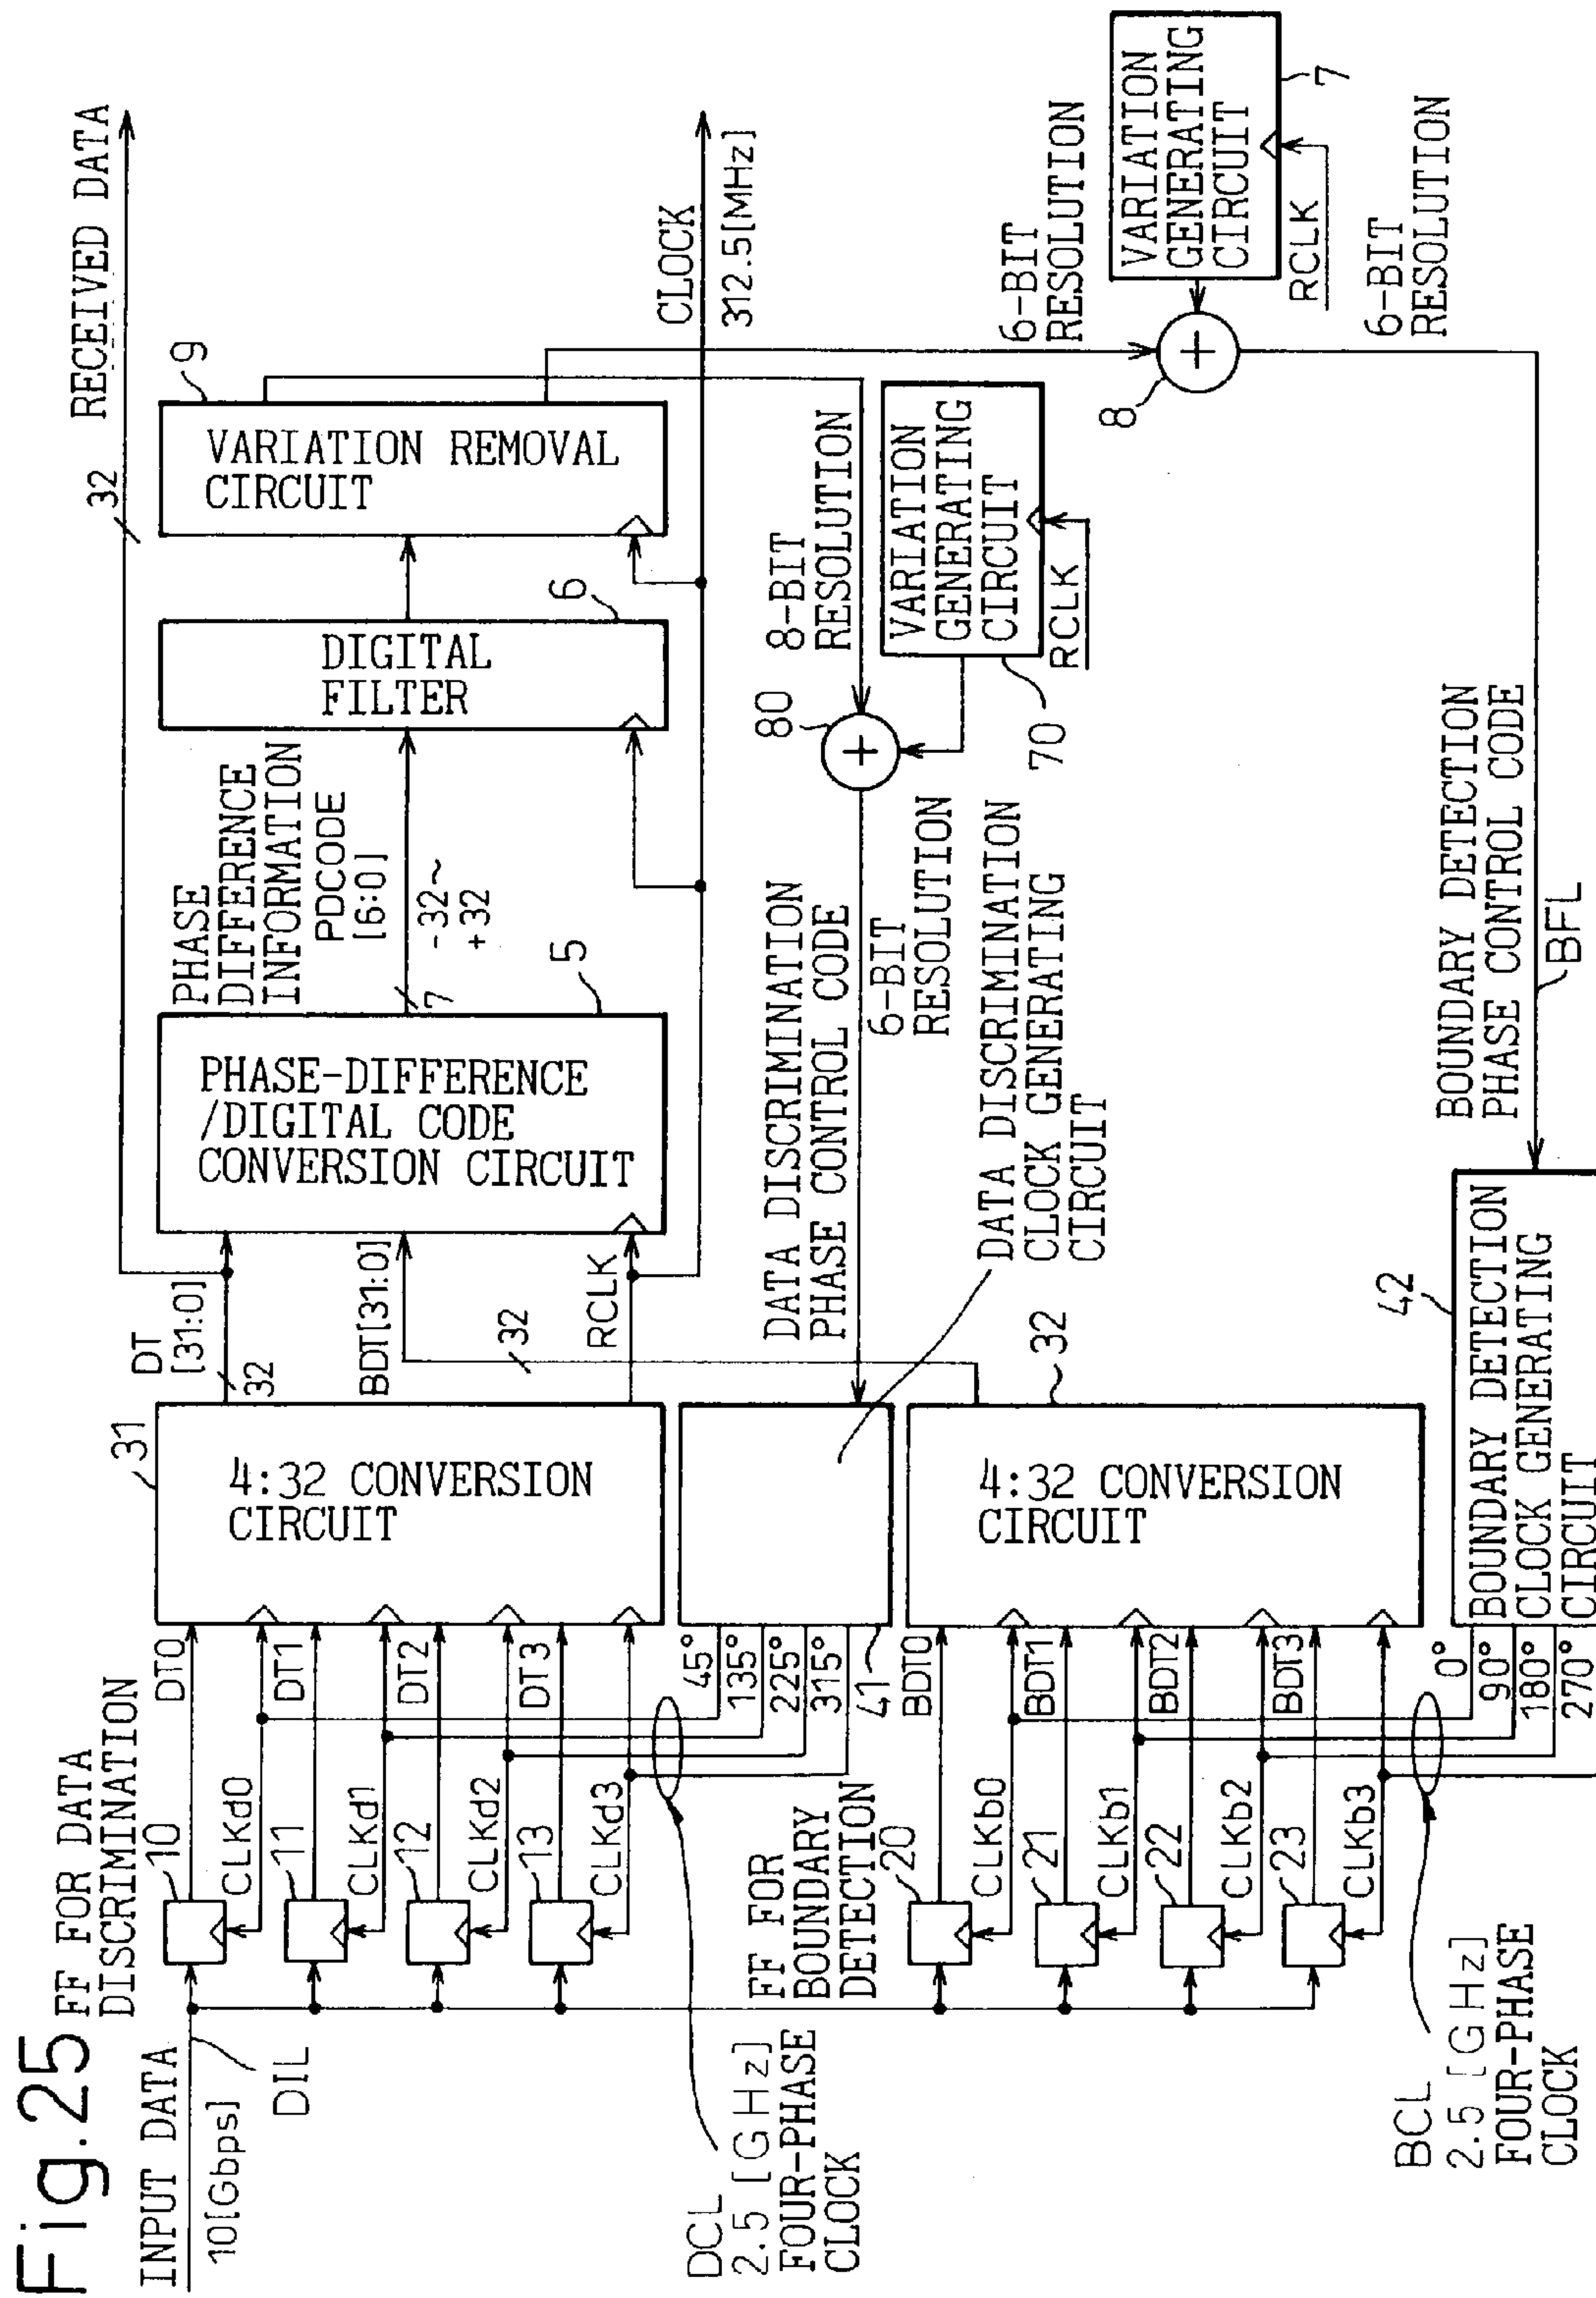 Fig.25
FF FOR DATA
DISCRIMINATION
INPUT DATA
10[Gbps]
DIL
10
DT0
CLKd0
11
DT1
CLKd1
12
DT2
CLKd2
13
DT3
CLKd3
31
4:32 CONVERSION
CIRCUIT
DT
[31:0]
32
BDT[31:0]
32
RCLK
PHASE-DIFFERENCE
/DIGITAL CODE
CONVERSION CIRCUIT
5
PHASE
DIFFERENCE
INFORMATION
PDCODE
[6:0]
7
-32~
+32
DIGITAL
FILTER
6
VARIATION REMOVAL
CIRCUIT
9
32
RECEIVED DATA
CLOCK
312.5[MHz]
DCL
2.5 [GHz]
FOUR-PHASE
CLOCK
45°
135°
225°
315°
41
DATA DISCRIMINATION
PHASE CONTROL CODE
6-BIT
RESOLUTION
80
8-BIT
RESOLUTION
VARIATION
GENERATING
CIRCUIT
70
RCLK
DATA DISCRIMINATION
CLOCK GENERATING
CIRCUIT
FF FOR
BOUNDARY
DETECTION
20
BDT0
CLKb0
21
BDT1
CLKb1
22
BDT2
CLKb2
23
BDT3
CLKb3
32
4:32 CONVERSION
CIRCUIT
6-BIT
RESOLUTION
8
VARIATION
GENERATING
CIRCUIT
7
RCLK
6-BIT
RESOLUTION
BCL
2.5 [GHz]
FOUR-PHASE
CLOCK
0°
90°
180°
270°
42
BOUNDARY DETECTION
CLOCK GENERATING
CIRCUIT
BOUNDARY DETECTION
PHASE CONTROL CODE
BFL